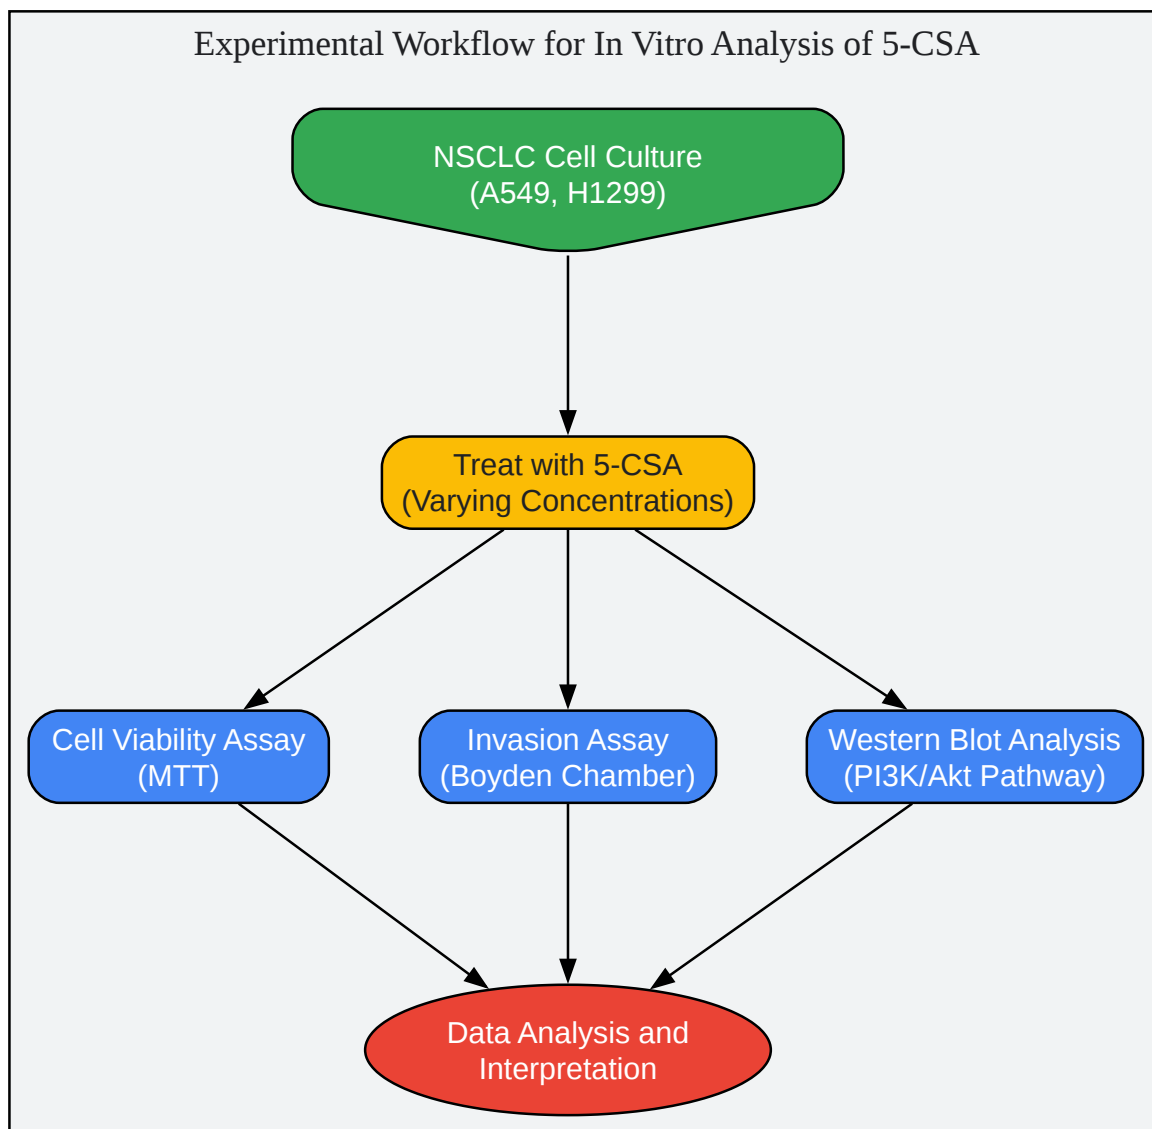 Experimental Workflow for In Vitro Analysis of 5-CSA
NSCLC Cell Culture
(A549, H1299)
Treat with 5-CSA
(Varying Concentrations)
Cell Viability Assay
(MTT)
Invasion Assay
(Boyden Chamber)
Western Blot Analysis
(PI3K/Akt Pathway)
Data Analysis and
Interpretation